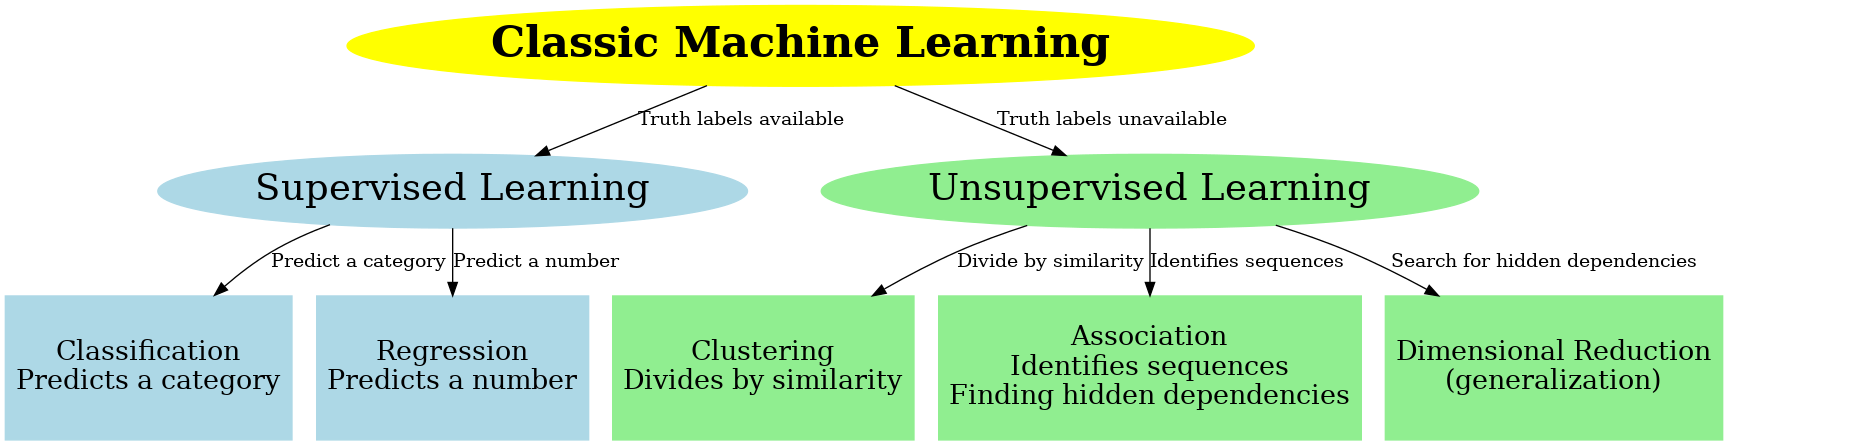 Classic Machine Learning
Truth labels available
Truth labels unavailable
Supervised Learning
Unsupervised Learning
Predict a category
Predict a number
Divide by similarity
Identifies sequences
Search for hidden dependencies
Classification
Predicts a category
Regression
Predicts a number
Clustering
Divides by similarity
Association
Identifies sequences
Finding hidden dependencies
Dimensional Reduction
(generalization)